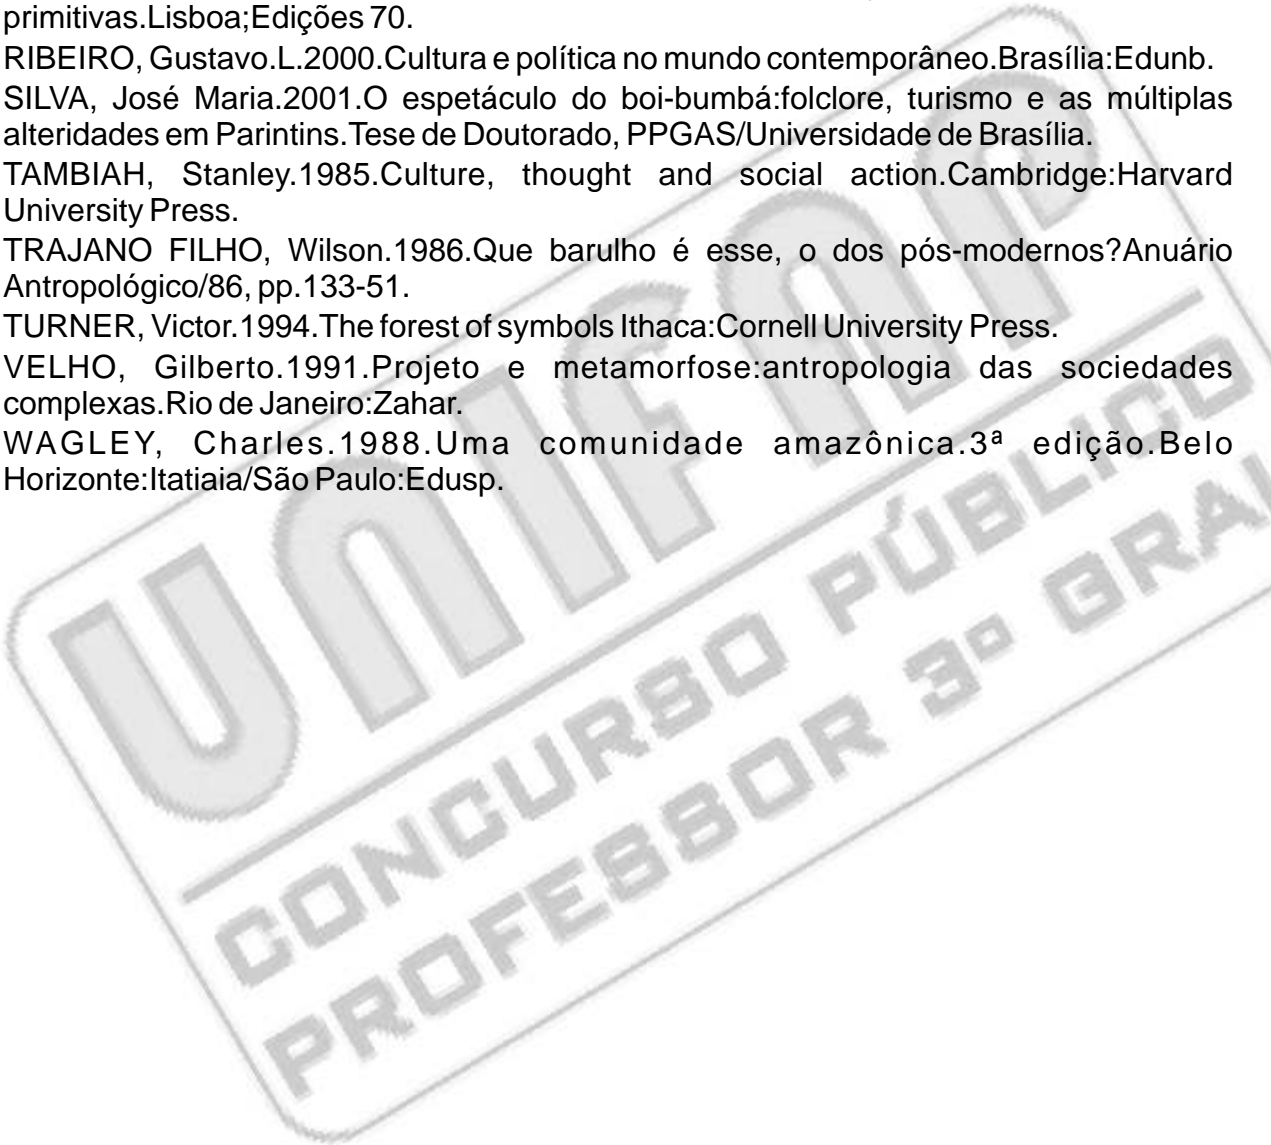 primitivas.Lisboa;Edições 70.
RIBEIRO, Gustavo.L.2000.Cultura e política no mundo contemporâneo.Brasília:Edunb.
SILVA, José Maria.2001.O espetáculo do boi-bumbá:folclore, turismo e as múltiplas
alteridades em Parintins.Tese de Doutorado, PPGAS/Universidade de Brasília.
TAMBIAH, Stanley.1985.Culture, thought and social action.Cambridge:Harvard
University Press.
TRAJANO FILHO, Wilson.1986.Que barulho é esse, o dos pós-modernos?Anuário
Antropológico/86, pp.133-51.
TURNER, Victor.1994.The forest of symbols Ithaca:Cornell University Press.
VELHO, Gilberto.1991.Projeto e metamorfose:antropologia das sociedades
complexas.Rio de Janeiro:Zahar.
WAGLEY, Charles.1988.Uma comunidade amazônica.3ª edição.Belo
Horizonte:Itatiaia/São Paulo:Edusp.
UNIFAP
CONCURSO PÚBLICO
PROFESSOR 3º GRAU